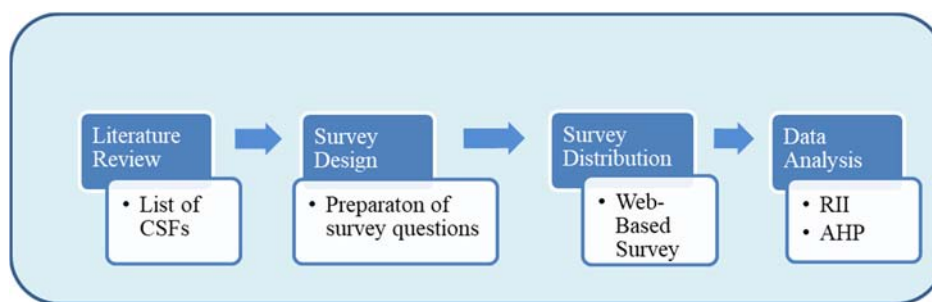 Literature
Review
• List of
CSFs
Survey
Design
• Preparaton of
survey questions
Survey
Distribution
• Web-
Based
Survey
Data
Analysis
• RII
• AHP